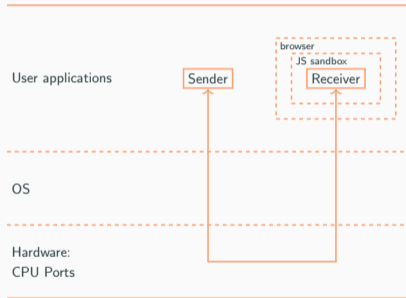 browser
JS sandbox
User applications
Sender
Receiver
OS
Hardware:
CPU Ports